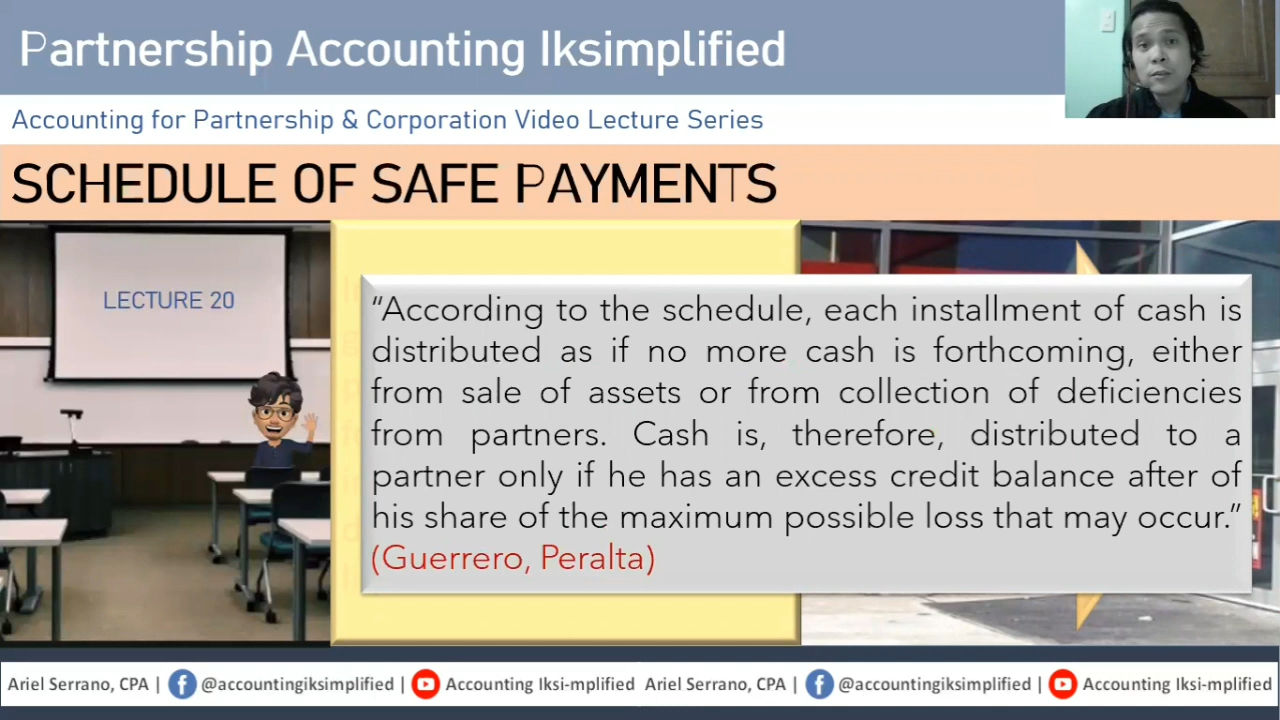 Partnership Accounting Iksimplified
Accounting for Partnership & Corporation Video Lecture Series
SCHEDULE OF SAFE PAYMENTS
LECTURE 20
“According to the schedule, each installment of cash is
distributed as if no more cash is forthcoming, either
from sale of assets or from collection of deficiencies
from partners. Cash is, therefore, distributed to a
partner only if he has an excess credit balance after of
his share of the maximum possible loss that may occur.”
(Guerrero, Peralta)
Ariel Serrano, CPA | @accountingiksimplified | Accounting Iksi-mplified Ariel Serrano, CPA | @accountingiksimplified | Accounting Iksi-mplified